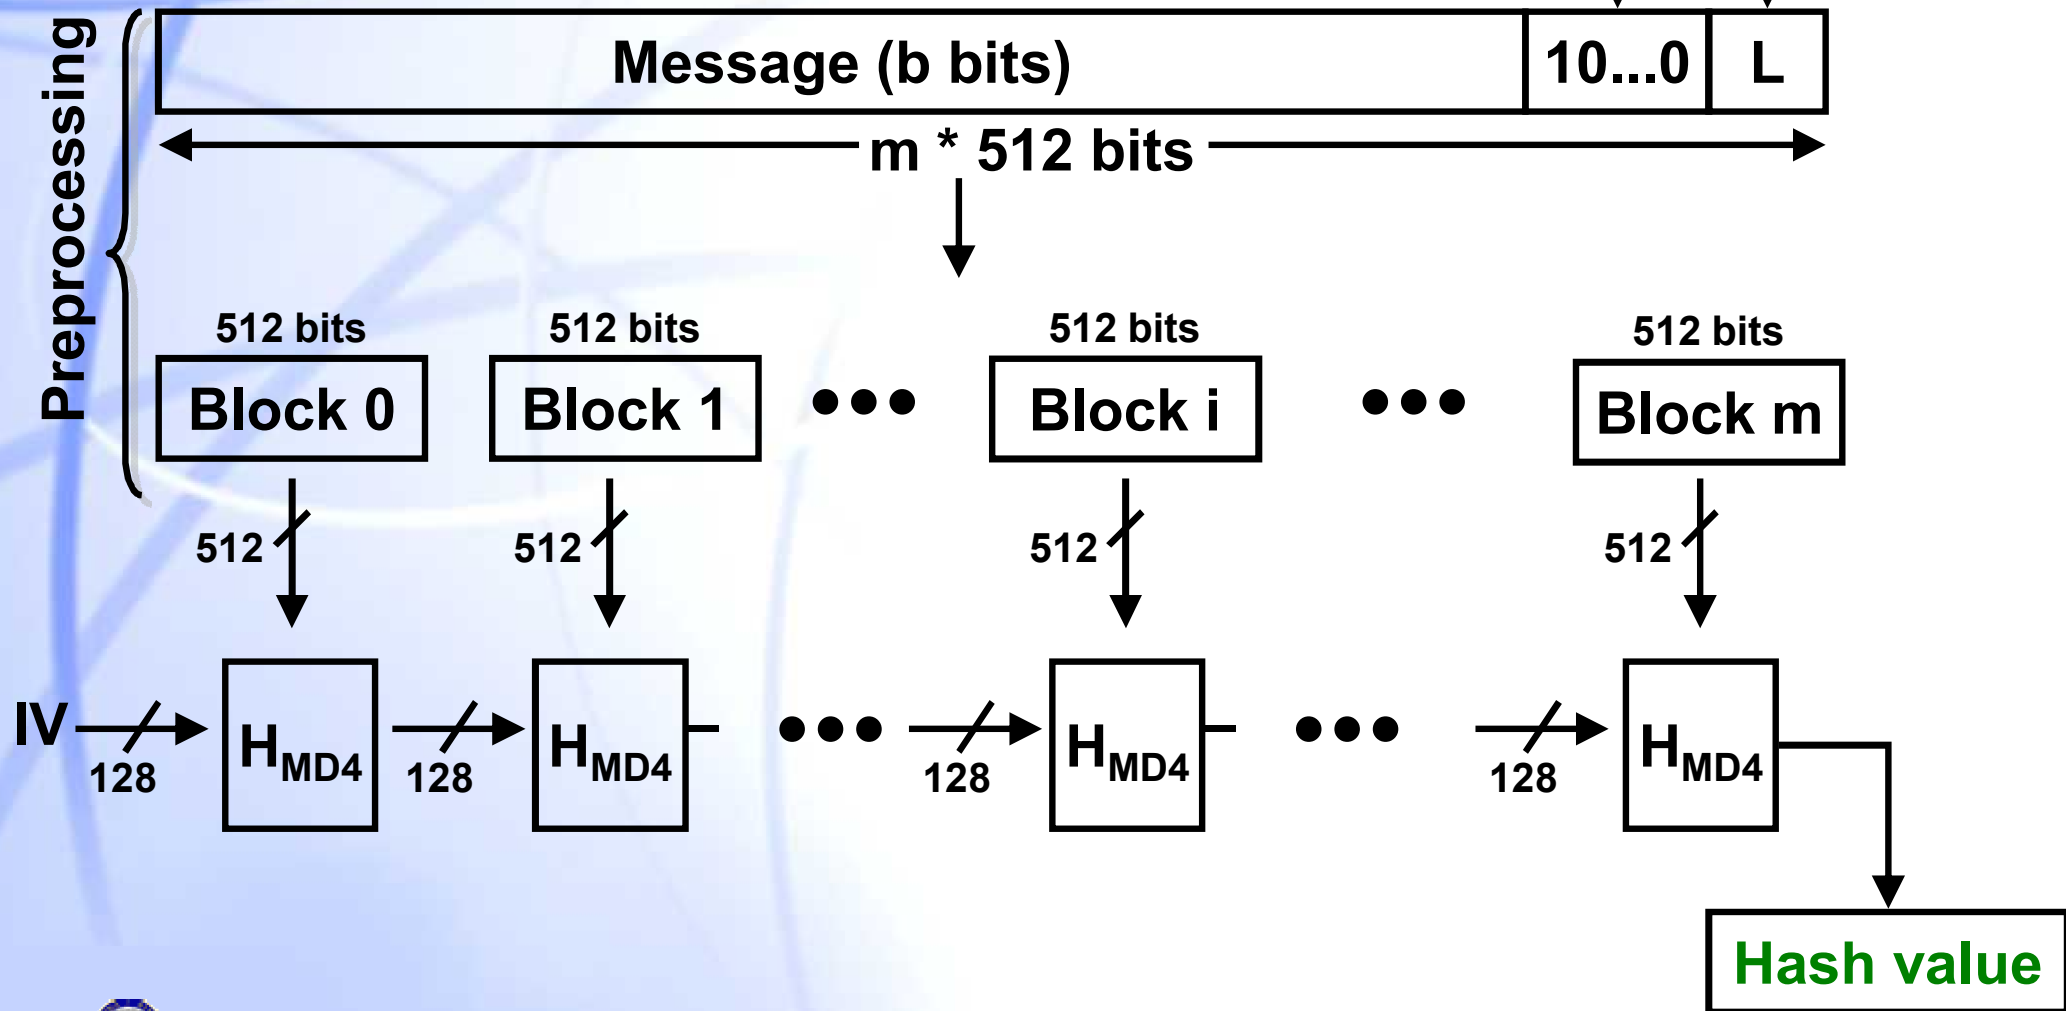 Preprocessing
Message (b bits) 10...0 L
m * 512 bits
512 bits 512 bits 512 bits 512 bits
Block 0 Block 1 ••• Block i ••• Block m
512 512 512 512
IV 128 HMD4 128 HMD4 ••• 128 HMD4 ••• 128 HMD4
Hash value